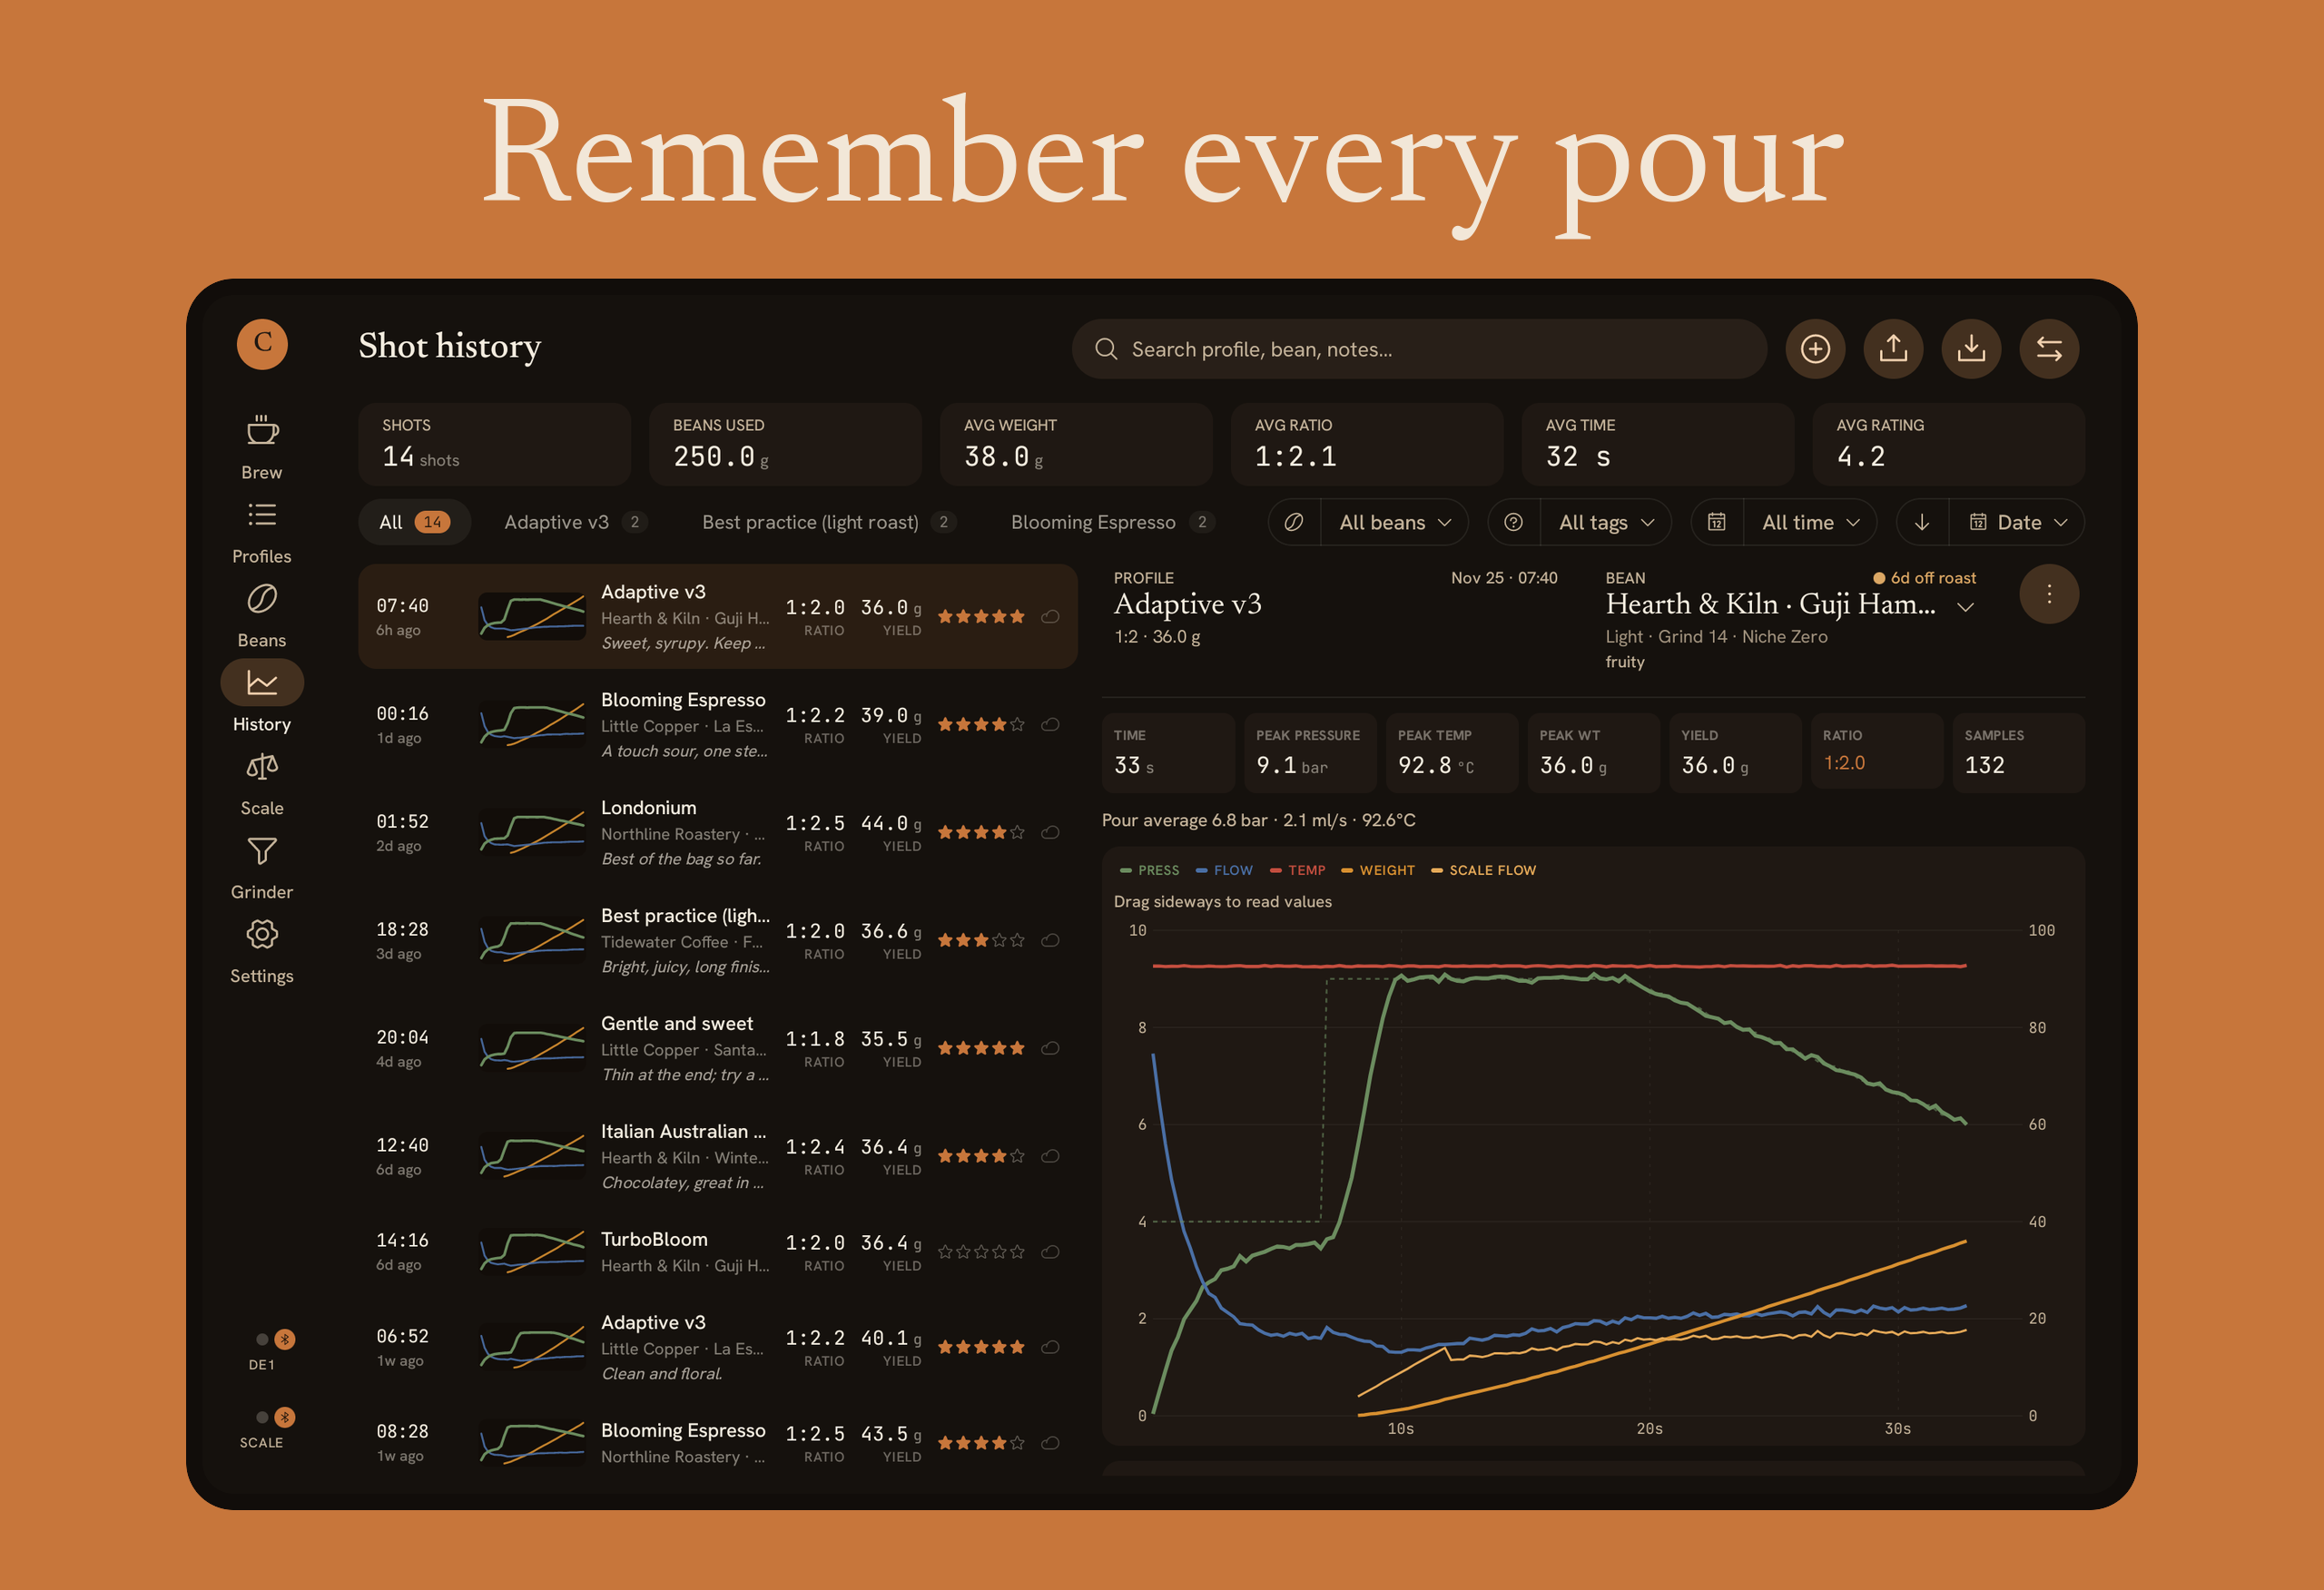 Remember every pour
C
Shot history
Search profile, bean, notes...
Brew
Profiles
Beans
History
Scale
Grinder
Settings
DE1
SCALE
SHOTS
14 shots
BEANS USED
250.0 g
AVG WEIGHT
38.0 g
AVG RATIO
1:2.1
AVG TIME
32 s
AVG RATING
4.2
All 14
Adaptive v3 2
Best practice (light roast) 2
Blooming Espresso 2
All beans
All tags
12 All time
12 Date
07:40
6h ago
Adaptive v3
Hearth & Kiln · Guji H...
Sweet, syrupy. Keep ...
1:2.0 36.0 g
RATIO YIELD
00:16
1d ago
Blooming Espresso
Little Copper · La Es...
A touch sour, one ste...
1:2.2 39.0 g
RATIO YIELD
01:52
2d ago
Londonium
Northline Roastery · ...
Best of the bag so far.
1:2.5 44.0 g
RATIO YIELD
18:28
3d ago
Best practice (ligh...
Tidewater Coffee · F...
Bright, juicy, long finis...
1:2.0 36.6 g
RATIO YIELD
20:04
4d ago
Gentle and sweet
Little Copper · Santa...
Thin at the end; try a ...
1:1.8 35.5 g
RATIO YIELD
12:40
6d ago
Italian Australian ...
Hearth & Kiln · Winte...
Chocolatey, great in ...
1:2.4 36.4 g
RATIO YIELD
14:16
6d ago
TurboBloom
Hearth & Kiln · Guji H...
1:2.0 36.4 g
RATIO YIELD
06:52
1w ago
Adaptive v3
Little Copper · La Es...
Clean and floral.
1:2.2 40.1 g
RATIO YIELD
08:28
1w ago
Blooming Espresso
Northline Roastery · ...
1:2.5 43.5 g
RATIO YIELD
PROFILE
Nov 25 · 07:40
Adaptive v3
1:2 · 36.0 g
BEAN
6d off roast
Hearth & Kiln · Guji Ham...
Light · Grind 14 · Niche Zero
fruity
TIME
33 s
PEAK PRESSURE
9.1 bar
PEAK TEMP
92.8 °C
PEAK WT
36.0 g
YIELD
36.0 g
RATIO
1:2.0
SAMPLES
132
Pour average 6.8 bar · 2.1 ml/s · 92.6°C
PRESS FLOW TEMP WEIGHT SCALE FLOW
Drag sideways to read values
10 100
8 80
6 60
4 40
2 20
0 0
10s 20s 30s